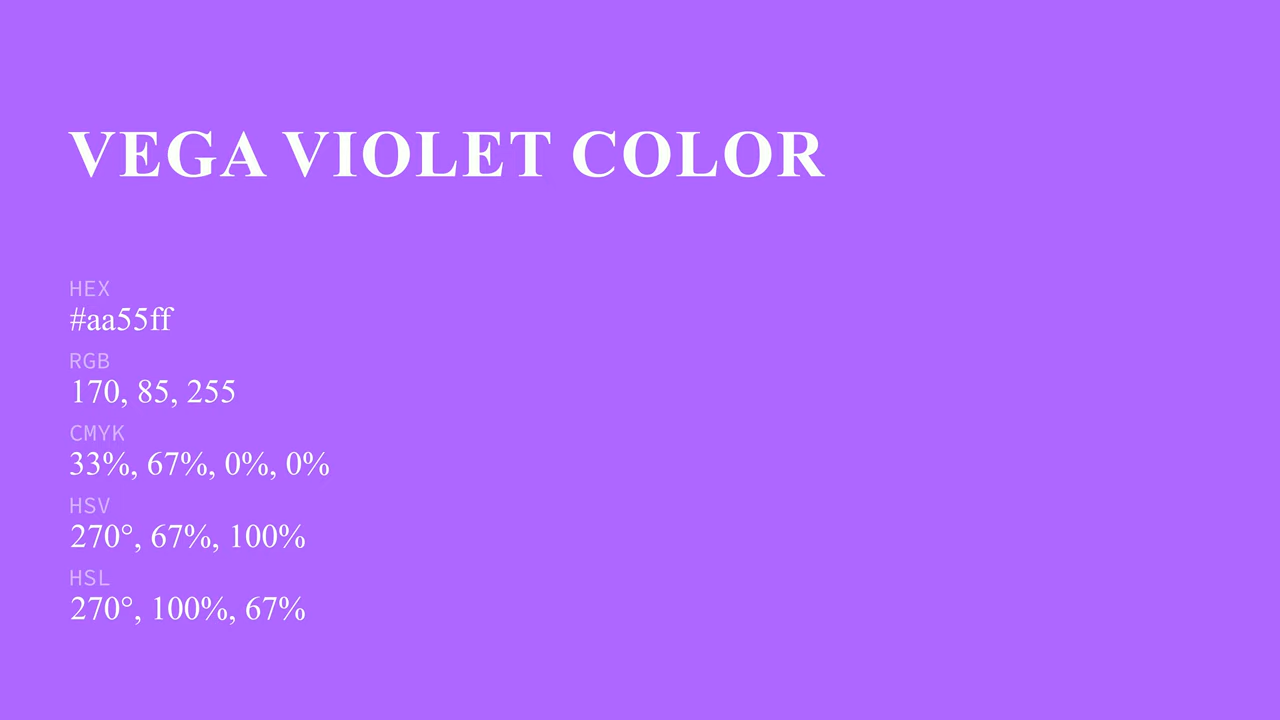 VEGA VIOLET COLOR
HEX
#aa55ff
RGB
170, 85, 255
CMYK
33%, 67%, 0%, 0%
HSV
270°, 67%, 100%
HSL
270°, 100%, 67%